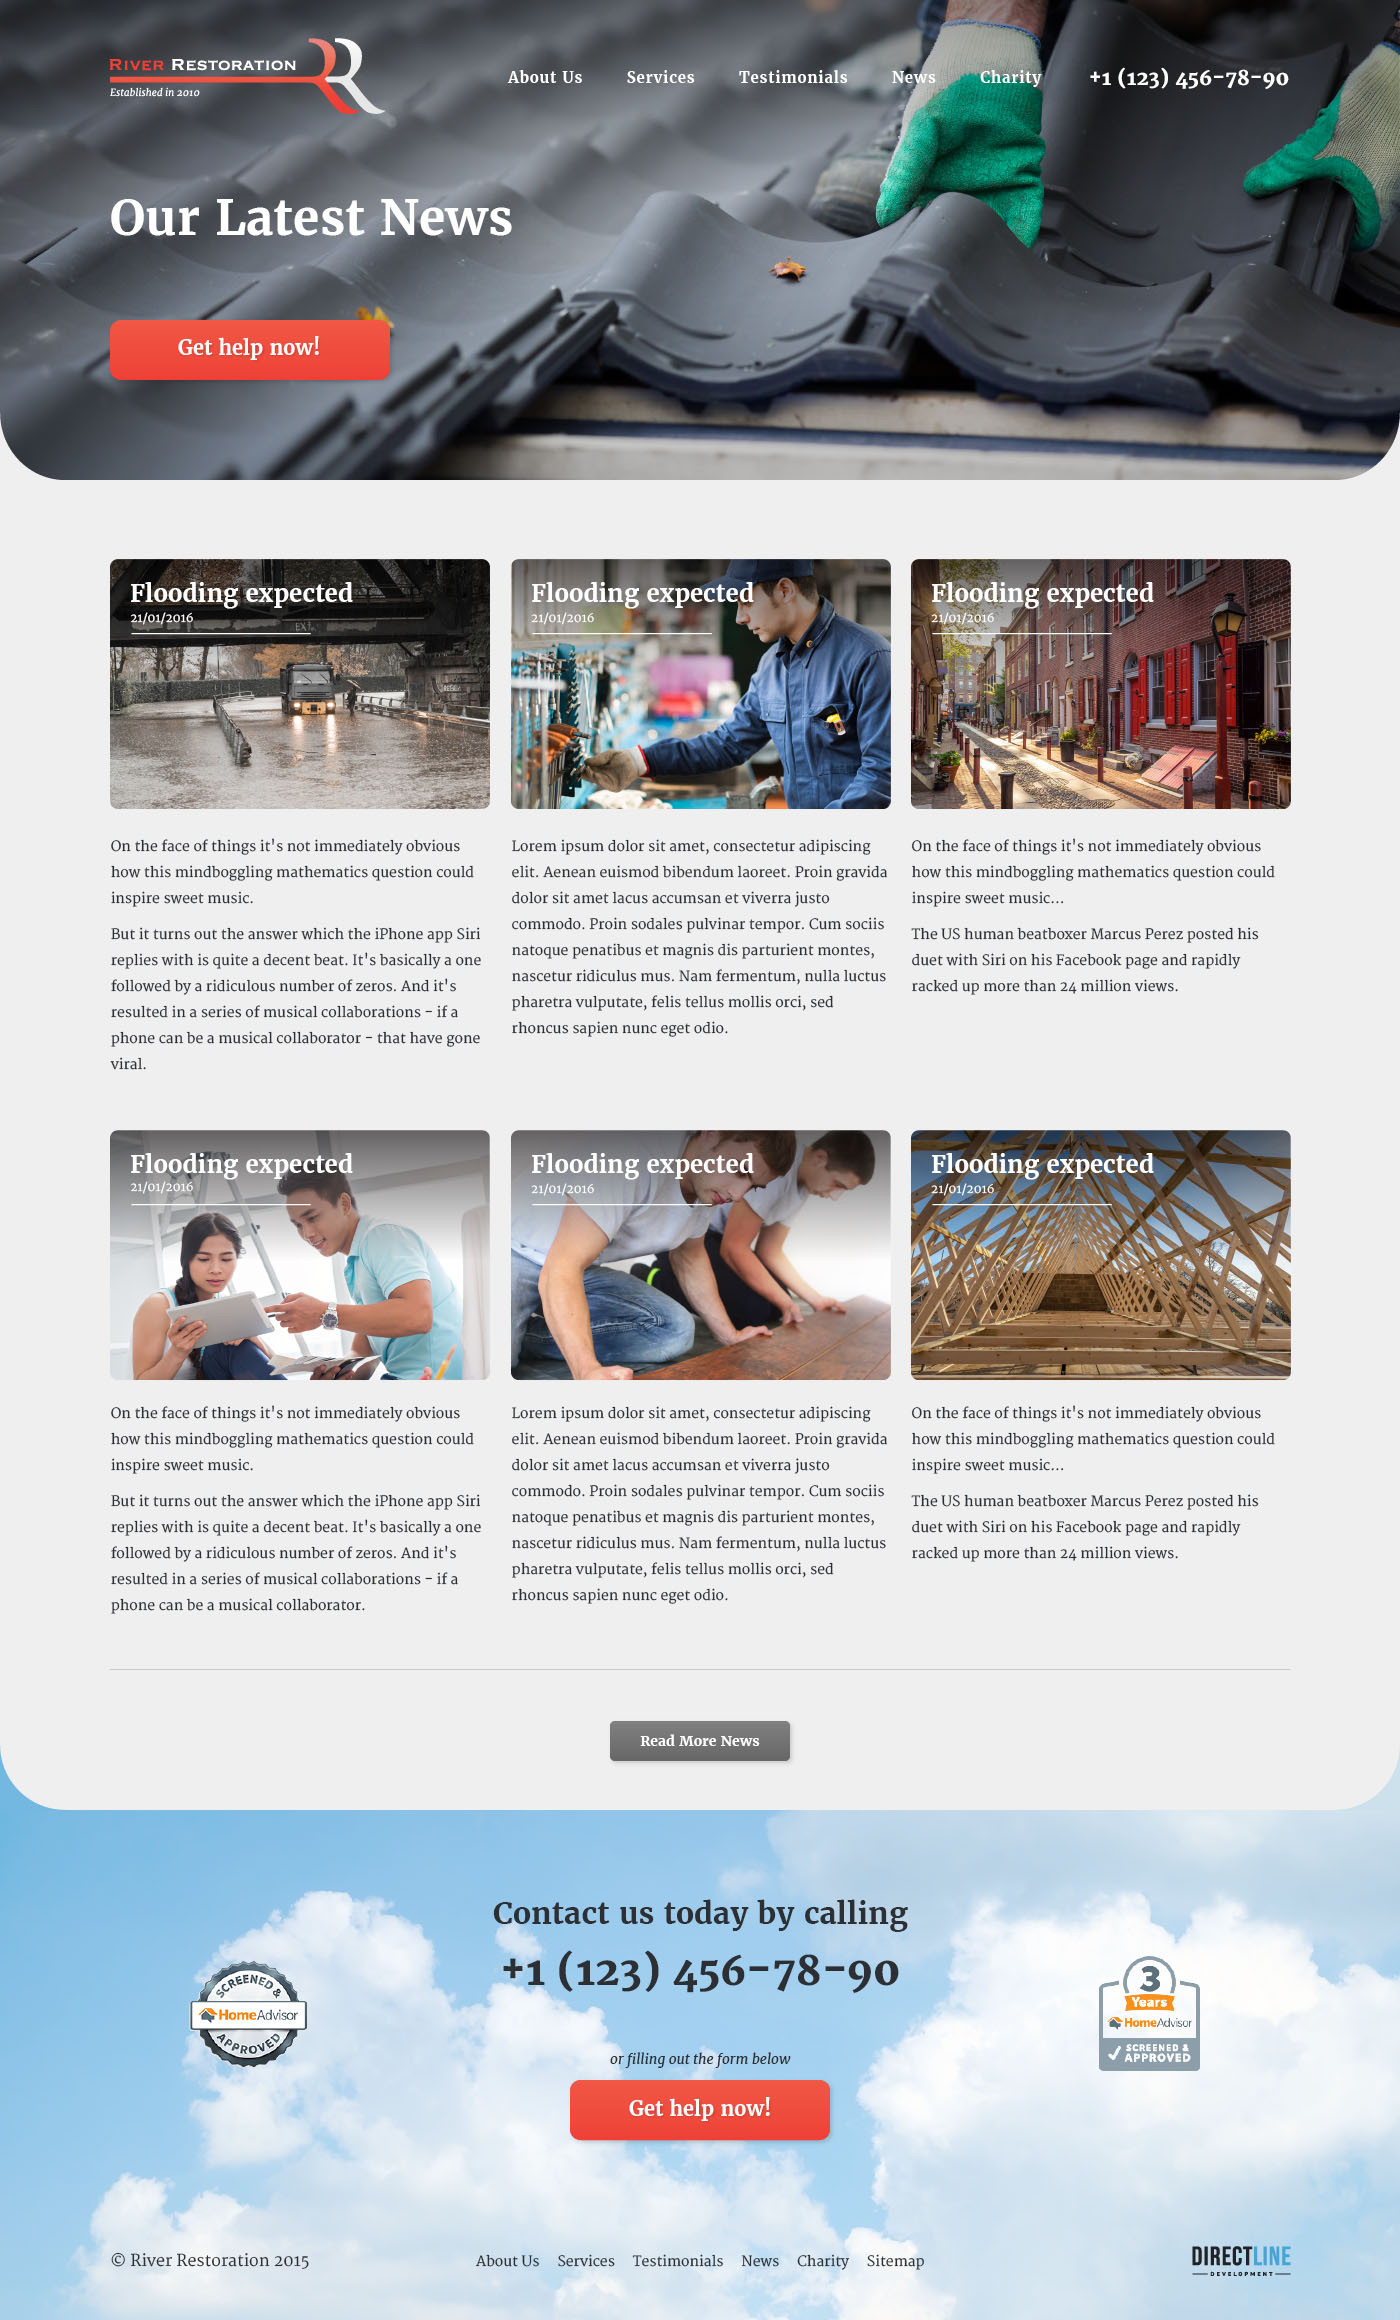 River Restoration
Established in 2010
About Us Services Testimonials News Charity +1 (123) 456-78-90
Our Latest News
Get help now!
Flooding expected
21/01/2016
Flooding expected
21/01/2016
Flooding expected
21/01/2016
On the face of things it's not immediately obvious
how this mindboggling mathematics question could
inspire sweet music.
But it turns out the answer which the iPhone app Siri
replies with is quite a decent beat. It's basically a one
followed by a ridiculous number of zeros. And it's
resulted in a series of musical collaborations - if a
phone can be a musical collaborator - that have gone
viral.
Lorem ipsum dolor sit amet, consectetur adipiscing
elit. Aenean euismod bibendum laoreet. Proin gravida
dolor sit amet lacus accumsan et viverra justo
commodo. Proin sodales pulvinar tempor. Cum sociis
natoque penatibus et magnis dis parturient montes,
nascetur ridiculus mus. Nam fermentum, nulla luctus
pharetra vulputate, felis tellus mollis orci, sed
rhoncus sapien nunc eget odio.
On the face of things it's not immediately obvious
how this mindboggling mathematics question could
inspire sweet music...
The US human beatboxer Marcus Perez posted his
duet with Siri on his Facebook page and rapidly
racked up more than 24 million views.
Flooding expected
21/01/2016
Flooding expected
21/01/2016
Flooding expected
21/01/2016
On the face of things it's not immediately obvious
how this mindboggling mathematics question could
inspire sweet music.
But it turns out the answer which the iPhone app Siri
replies with is quite a decent beat. It's basically a one
followed by a ridiculous number of zeros. And it's
resulted in a series of musical collaborations - if a
phone can be a musical collaborator.
Lorem ipsum dolor sit amet, consectetur adipiscing
elit. Aenean euismod bibendum laoreet. Proin gravida
dolor sit amet lacus accumsan et viverra justo
commodo. Proin sodales pulvinar tempor. Cum sociis
natoque penatibus et magnis dis parturient montes,
nascetur ridiculus mus. Nam fermentum, nulla luctus
pharetra vulputate, felis tellus mollis orci, sed
rhoncus sapien nunc eget odio.
On the face of things it's not immediately obvious
how this mindboggling mathematics question could
inspire sweet music...
The US human beatboxer Marcus Perez posted his
duet with Siri on his Facebook page and rapidly
racked up more than 24 million views.
Read More News
Contact us today by calling
+1 (123) 456-78-90
SCREENED &
HomeAdvisor
APPROVED
3
Years
HomeAdvisor
SCREENED &
APPROVED
or filling out the form below
Get help now!
© River Restoration 2015
About Us Services Testimonials News Charity Sitemap
DIRECTLINE
DEVELOPMENT